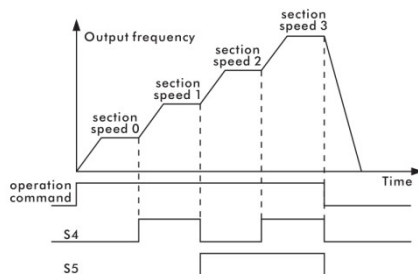 Output frequency
section
speed 3
section
speed 2
section
speed 1
section
speed 0
Time
operation
command
S4
S5